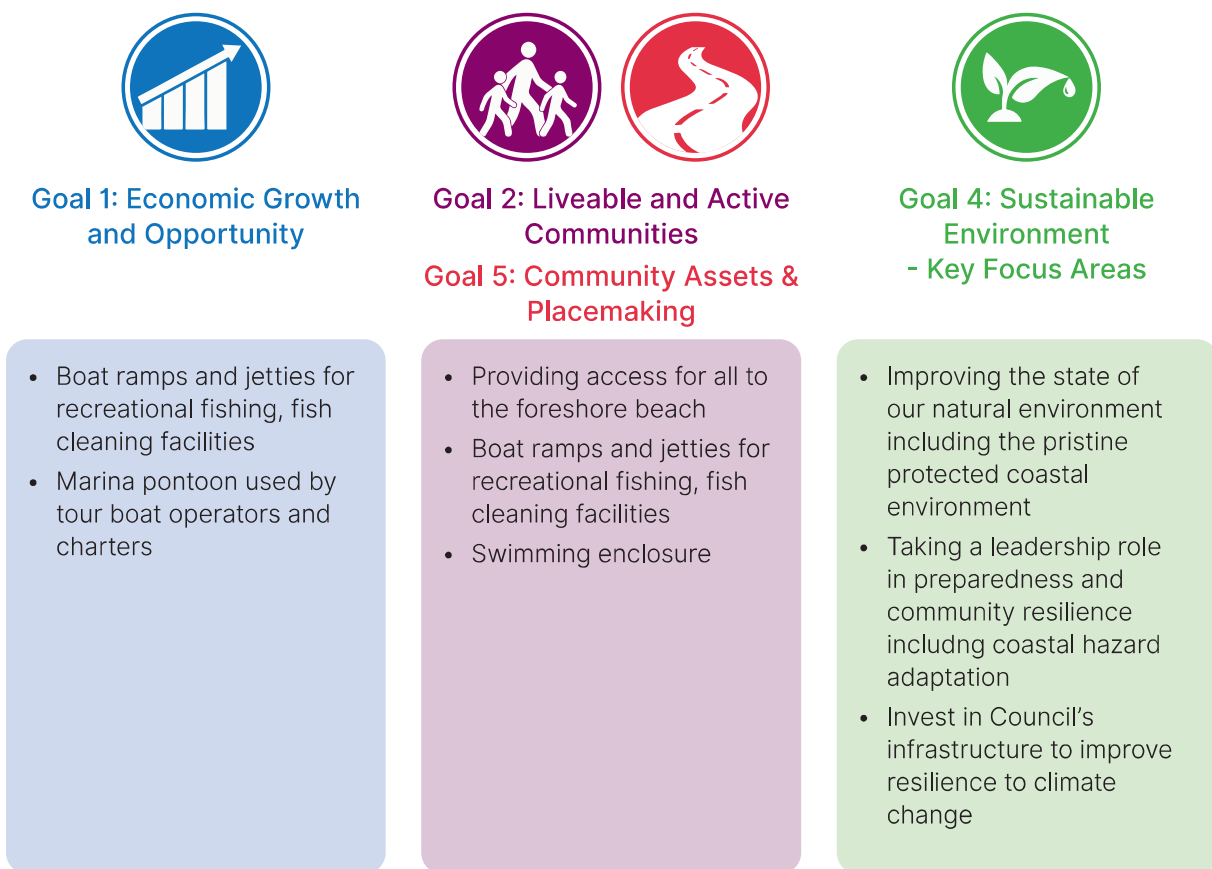 Goal 1: Economic Growth
and Opportunity
Goal 2: Liveable and Active
Communities
Goal 5: Community Assets &
Placemaking
Goal 4: Sustainable
Environment
- Key Focus Areas
• Boat ramps and jetties for
recreational fishing, fish
cleaning facilities
• Marina pontoon used by
tour boat operators and
charters
• Providing access for all to
the foreshore beach
• Boat ramps and jetties for
recreational fishing, fish
cleaning facilities
• Swimming enclosure
• Improving the state of
our natural environment
including the pristine
protected coastal
environment
• Taking a leadership role
in preparedness and
community resilience
includng coastal hazard
adaptation
• Invest in Council’s
infrastructure to improve
resilience to climate
change